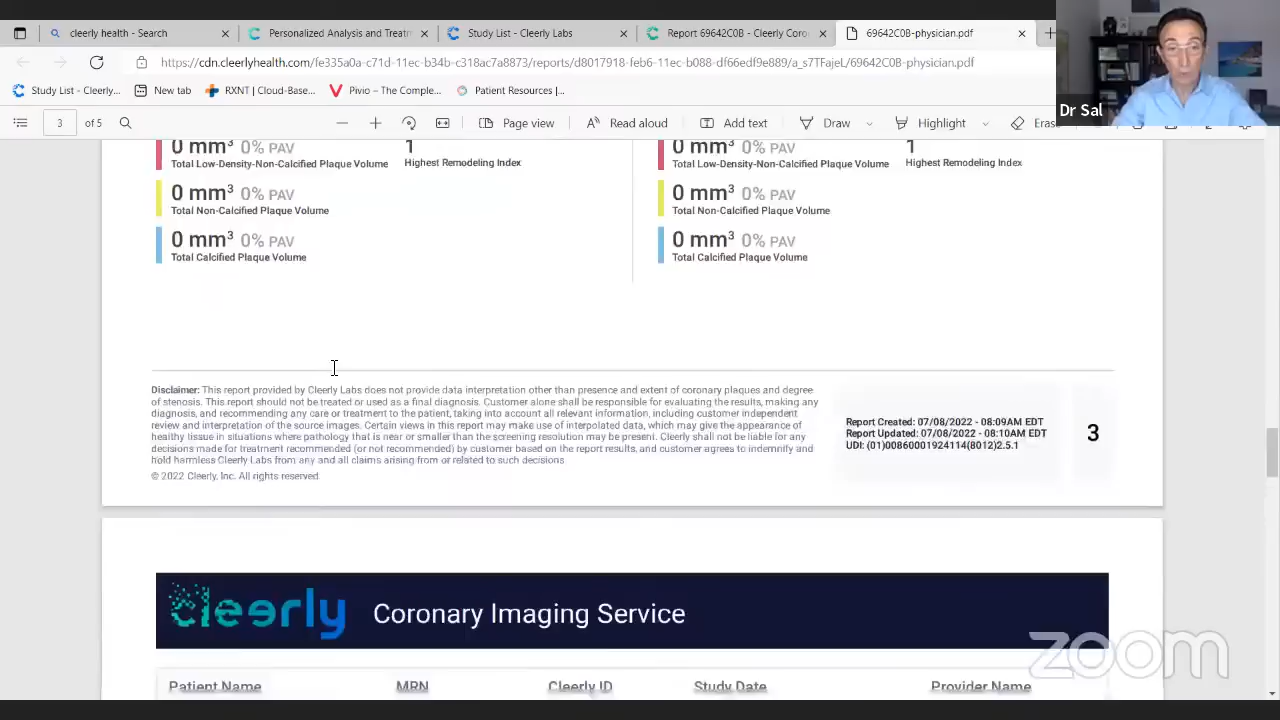 cleerly health - Search
Personalized Analysis and Treatm
Study List - Cleerly Labs
Report 69642C0B - Cleerly Coro
69642C0B-physician.pdf
https://cdn.cleerlyhealth.com/fe335a0a-c71d-11ec-b34b-c319c7a8873/reports/d8017918-feb6-11ec-b088-df66edf9e889/a_s7TFajeL/69642C0B-physician.pdf
Study List - Cleerly...
New tab
RXNT | Cloud-Base...
Pivio – The Comple...
Patient Resources |...
3 of 5
Page view
Read aloud
Add text
Draw
Highlight
Eras
Dr Sal
0 mm³ 0% PAV
Total Low-Density-Non-Calcified Plaque Volume
1
Highest Remodeling Index
0 mm³ 0% PAV
Total Non-Calcified Plaque Volume
0 mm³ 0% PAV
Total Calcified Plaque Volume
0 mm³ 0% PAV
Total Low-Density-Non-Calcified Plaque Volume
1
Highest Remodeling Index
0 mm³ 0% PAV
Total Non-Calcified Plaque Volume
0 mm³ 0% PAV
Total Calcified Plaque Volume
Disclaimer: This report provided by Cleerly Labs does not provide data interpretation other than presence and extent of coronary plaques and degree
of stenosis. This report should not be treated or used as a final diagnosis. Customer alone shall be responsible for evaluating the results, making any
diagnosis, and recommending any care or treatment to the patient, taking into account all relevant information, including customer independent
review and interpretation of the source images. Certain views in this report may make use of interpolated data, which may give the appearance of
healthy tissue in situations where pathology that is near or smaller than the screening resolution may be present. Cleerly shall not be liable for any
decisions made for treatment recommended (or not recommended) by customer based on the report results, and customer agrees to indemnify and
hold harmless Cleerly Labs from any and all claims arising from or related to such decisions
© 2022 Cleerly, Inc. All rights reserved.
Report Created: 07/08/2022 - 08:09AM EDT
Report Updated: 07/08/2022 - 08:10AM EDT
UDI: (01)00860001924114(8012)2.5.1
3
cleerly
Coronary Imaging Service
zoom
Patient Name
MRN
Cleerly ID
Study Date
Provider Name